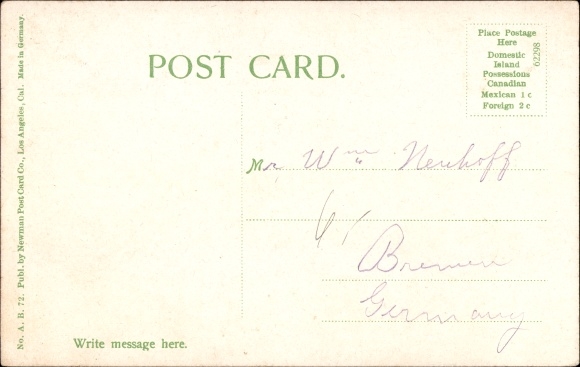 POST CARD.
Place Postage
Here
Domestic
Island
Possessions
Canadian
Mexican 1 c
Foreign 2 c
62298
Mr Wm Neuhoff
Bremen
Germany
Write message here.
No. A. B. 72. Publ. by Newman Post Card Co., Los Angeles, Cal. Made in Germany.